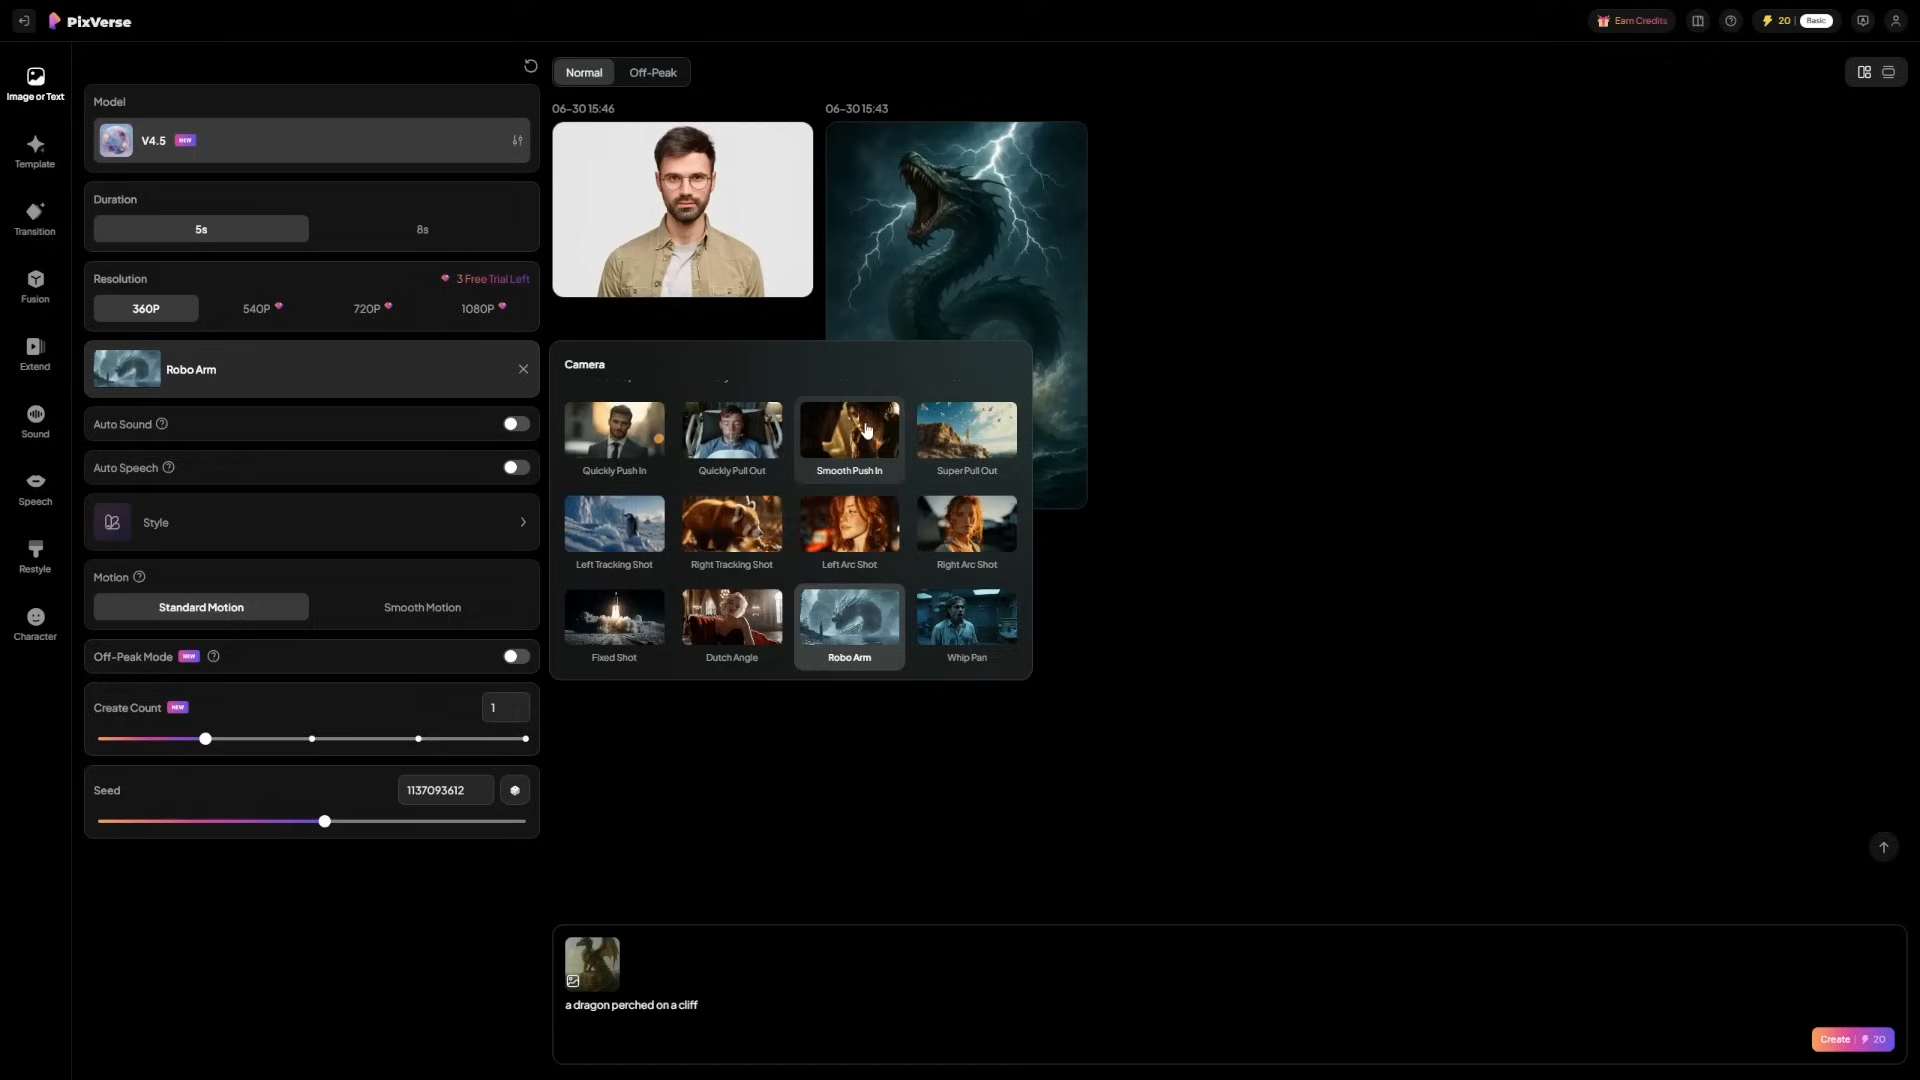 PixVerse
Earn Credits
20
Basic
Image or Text
Template
Transition
Fusion
Extend
Sound
Speech
Restyle
Character
Model
V4.5 NEW
Duration
5s 8s
Resolution 3 Free Trial Left
360P 540P 720P 1080P
Robo Arm
Auto Sound
Auto Speech
Style
Motion
Standard Motion Smooth Motion
Off-Peak Mode NEW
Create Count NEW 1
Seed 1137093612
Normal Off-Peak
06-30 15:46 06-30 15:43
Camera
Quickly Push In Quickly Pull Out Smooth Push In Super Pull Out
Left Tracking Shot Right Tracking Shot Left Arc Shot Right Arc Shot
Fixed Shot Dutch Angle Robo Arm Whip Pan
a dragon perched on a cliff
Create 20